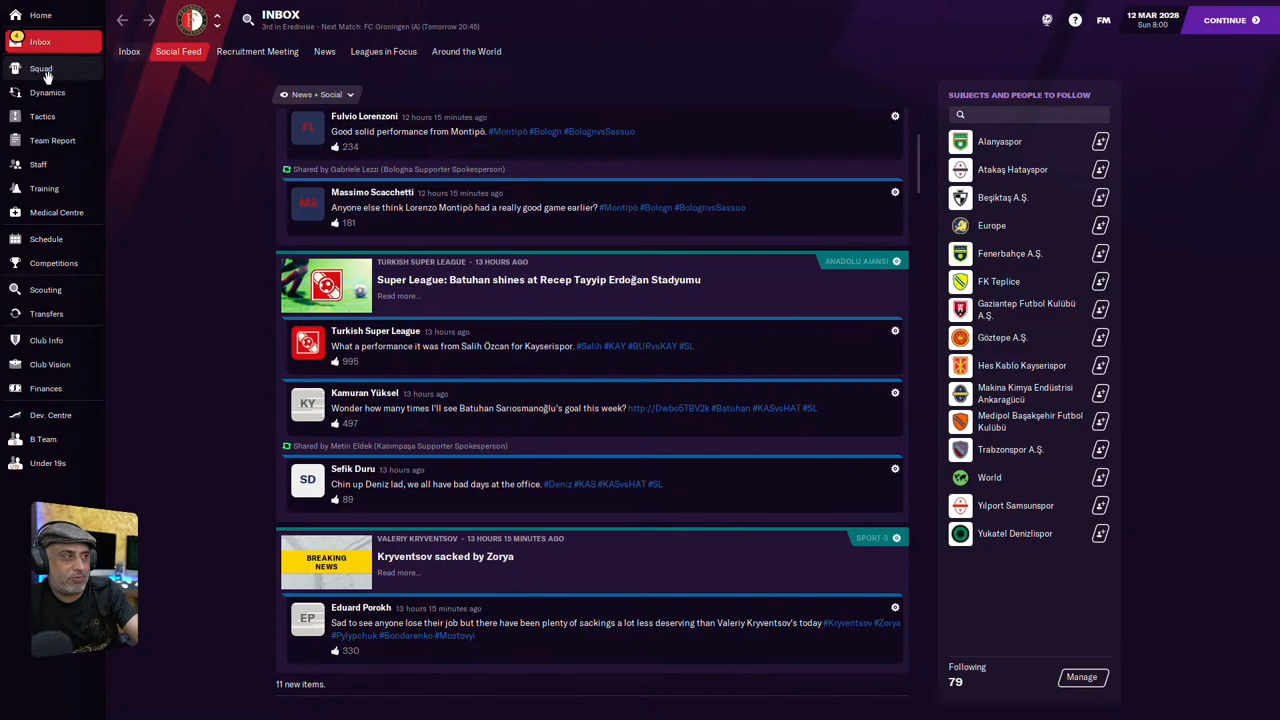 Home
INBOX
3rd in Eredivisie - Next Match: FC Groningen (A) (Tomorrow 20:45)
FM
12 MAR 2028
Sun 8:00
CONTINUE
4
Inbox
Squad
Dynamics
Tactics
Team Report
Staff
Training
Medical Centre
Schedule
Competitions
Scouting
Transfers
Club Info
Club Vision
Finances
Dev. Centre
B Team
Under 19s
Inbox
Social Feed
Recruitment Meeting
News
Leagues in Focus
Around the World
News + Social
FL
Fulvio Lorenzoni 12 hours 15 minutes ago
Good solid performance from Montipò. #Montipò #Bologn #BolognvsSassuo
234
Shared by Gabriele Lezzi (Bologna Supporter Spokesperson)
MS
Massimo Scacchetti 12 hours 15 minutes ago
Anyone else think Lorenzo Montipò had a really good game earlier? #Montipò #Bologn #BolognvsSassuo
181
TURKISH SUPER LEAGUE - 13 HOURS AGO
ANADOLU AJANSI
Super League: Batuhan shines at Recep Tayyip Erdoğan Stadyumu
Read more...
Turkish Super League 13 hours ago
What a performance it was from Salih Özcan for Kayserispor. #Salih #KAY #BURvsKAY #SL
995
KY
Kamuran Yüksel 13 hours ago
Wonder how many times I'll see Batuhan Sarıosmanoğlu's goal this week? http://Dwbo5TBV2k #Batuhan #KASvsHAT #SL
497
Shared by Metin Eldek (Kasımpaşa Supporter Spokesperson)
SD
Sefik Duru 13 hours ago
Chin up Deniz lad, we all have bad days at the office. #Deniz #KAS #KASvsHAT #SL
89
VALERIY KRYVENTSOV - 13 HOURS 15 MINUTES AGO
SPORT-3
BREAKING
NEWS
Kryventsov sacked by Zorya
Read more...
EP
Eduard Porokh 13 hours 15 minutes ago
Sad to see anyone lose their job but there have been plenty of sackings a lot less deserving than Valeriy Kryventsov's today #Kryventsov #Zorya
#Pylypchuk #Bondarenko #Mostovyi
330
11 new items.
SUBJECTS AND PEOPLE TO FOLLOW
Alanyaspor
Atakaş Hatayspor
Beşiktaş A.Ş.
Europe
Fenerbahçe A.Ş.
FK Teplice
Gaziantep Futbol Kulübü
A.Ş.
Göztepe A.Ş.
Hes Kablo Kayserispor
Makina Kimya Endüstrisi
Ankaragücü
Medipol Başakşehir Futbol
Kulübü
Trabzonspor A.Ş.
World
Yılport Samsunspor
Yukatel Denizlispor
Following
79
Manage